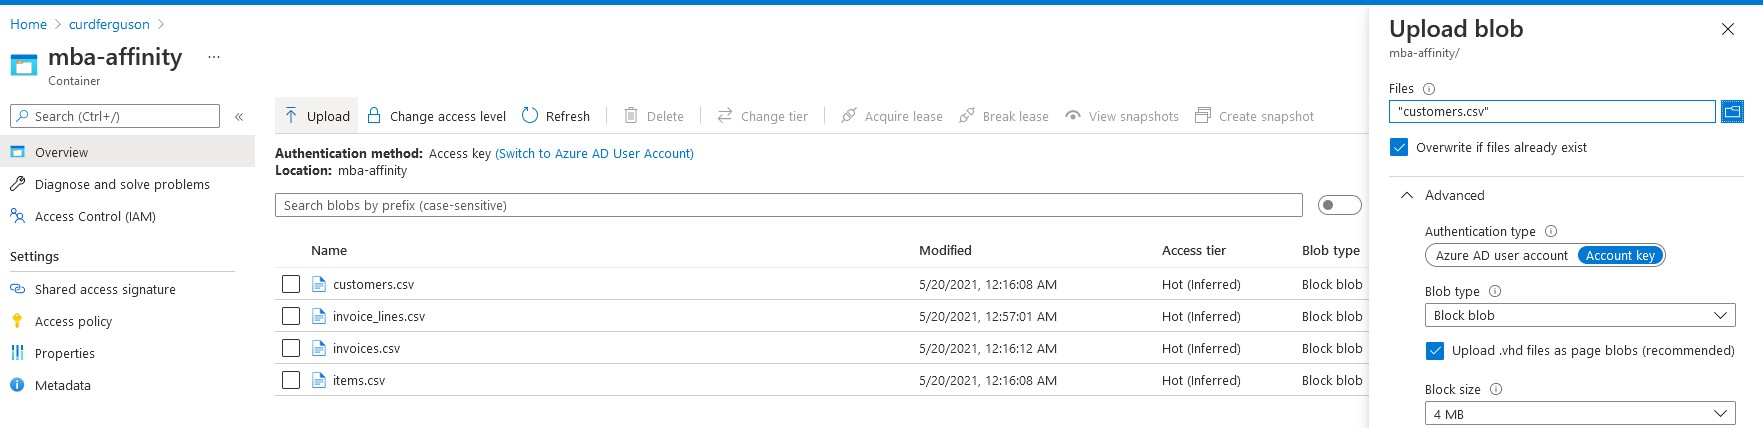 Home > curdferguson >
mba-affinity ...
Container
Search (Ctrl+/) «
Overview
Diagnose and solve problems
Access Control (IAM)
Settings
Shared access signature
Access policy
Properties
Metadata
Upload Change access level Refresh Delete Change tier Acquire lease Break lease View snapshots Create snapshot
Authentication method: Access key (Switch to Azure AD User Account)
Location: mba-affinity
Search blobs by prefix (case-sensitive)
Name Modified Access tier Blob type
customers.csv 5/20/2021, 12:16:08 AM Hot (Inferred) Block blob
invoice_lines.csv 5/20/2021, 12:57:01 AM Hot (Inferred) Block blob
invoices.csv 5/20/2021, 12:16:12 AM Hot (Inferred) Block blob
items.csv 5/20/2021, 12:16:08 AM Hot (Inferred) Block blob
Upload blob
mba-affinity/
Files
"customers.csv"
Overwrite if files already exist
Advanced
Authentication type
Azure AD user account Account key
Blob type
Block blob
Upload .vhd files as page blobs (recommended)
Block size
4 MB